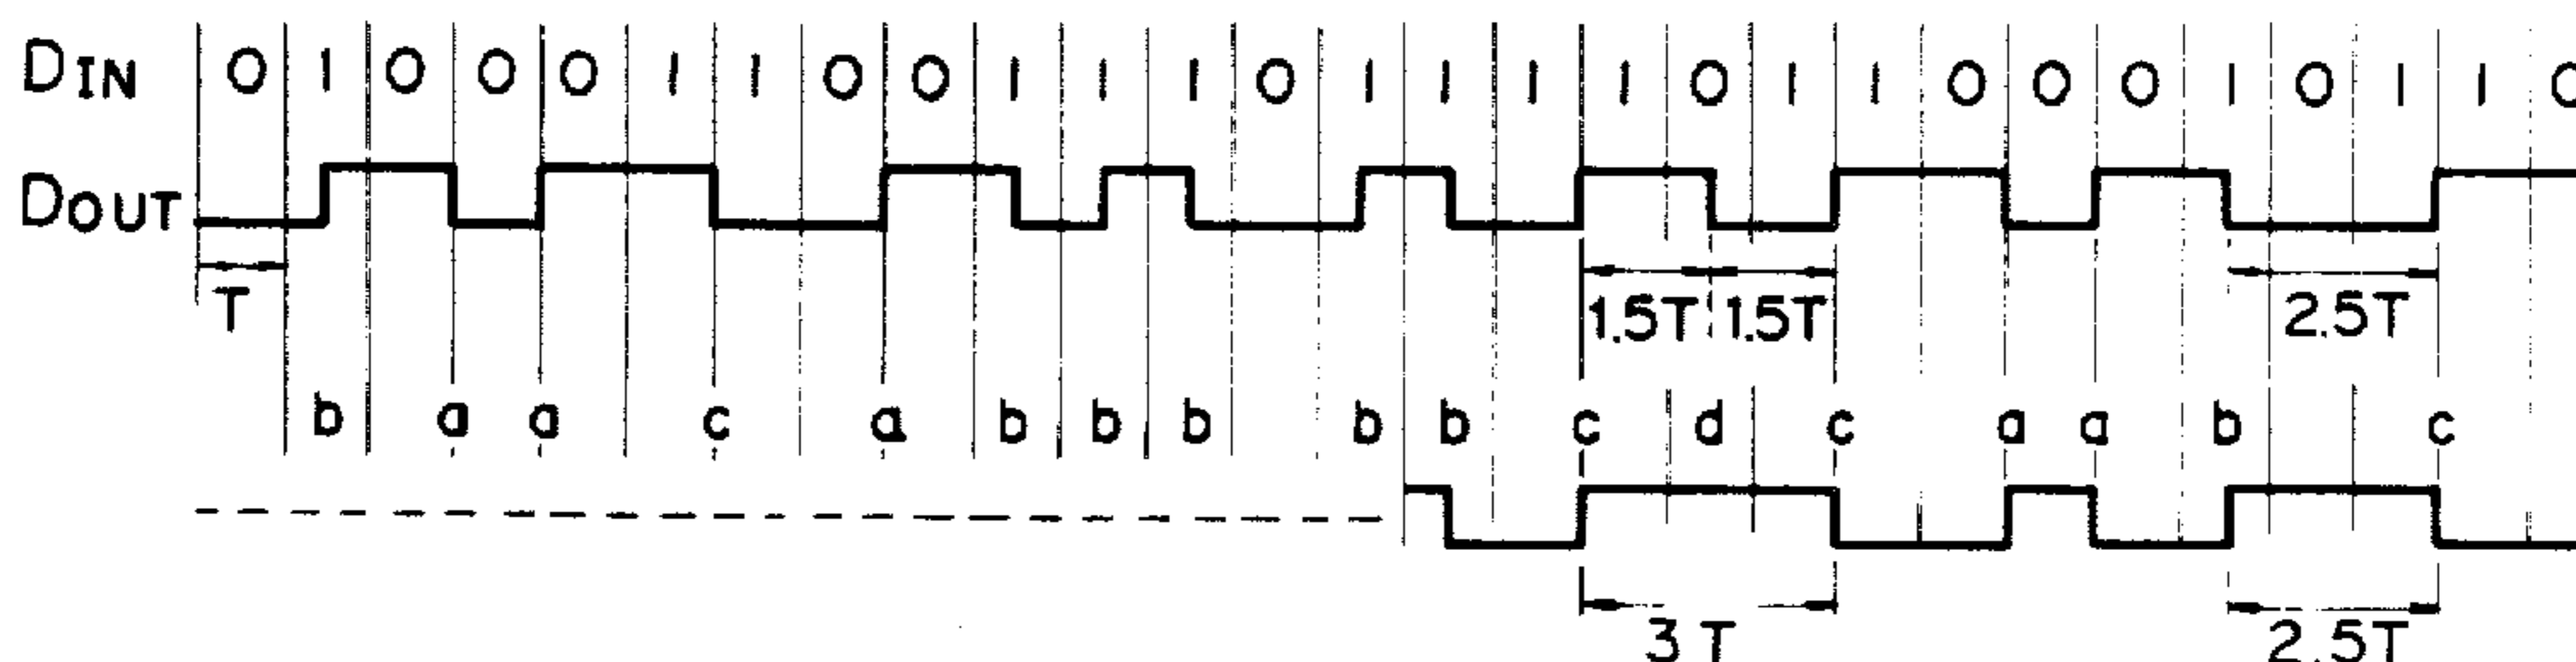 DIN 0 1 0 0 0 1 1 0 0 1 1 1 0 1 1 1 1 0 1 1 0 0 0 1 0 1 1 0
DOUT
T 1.5T 1.5T 2.5T
b a a c a b b b b b c d c a a b c
3T 2.5T